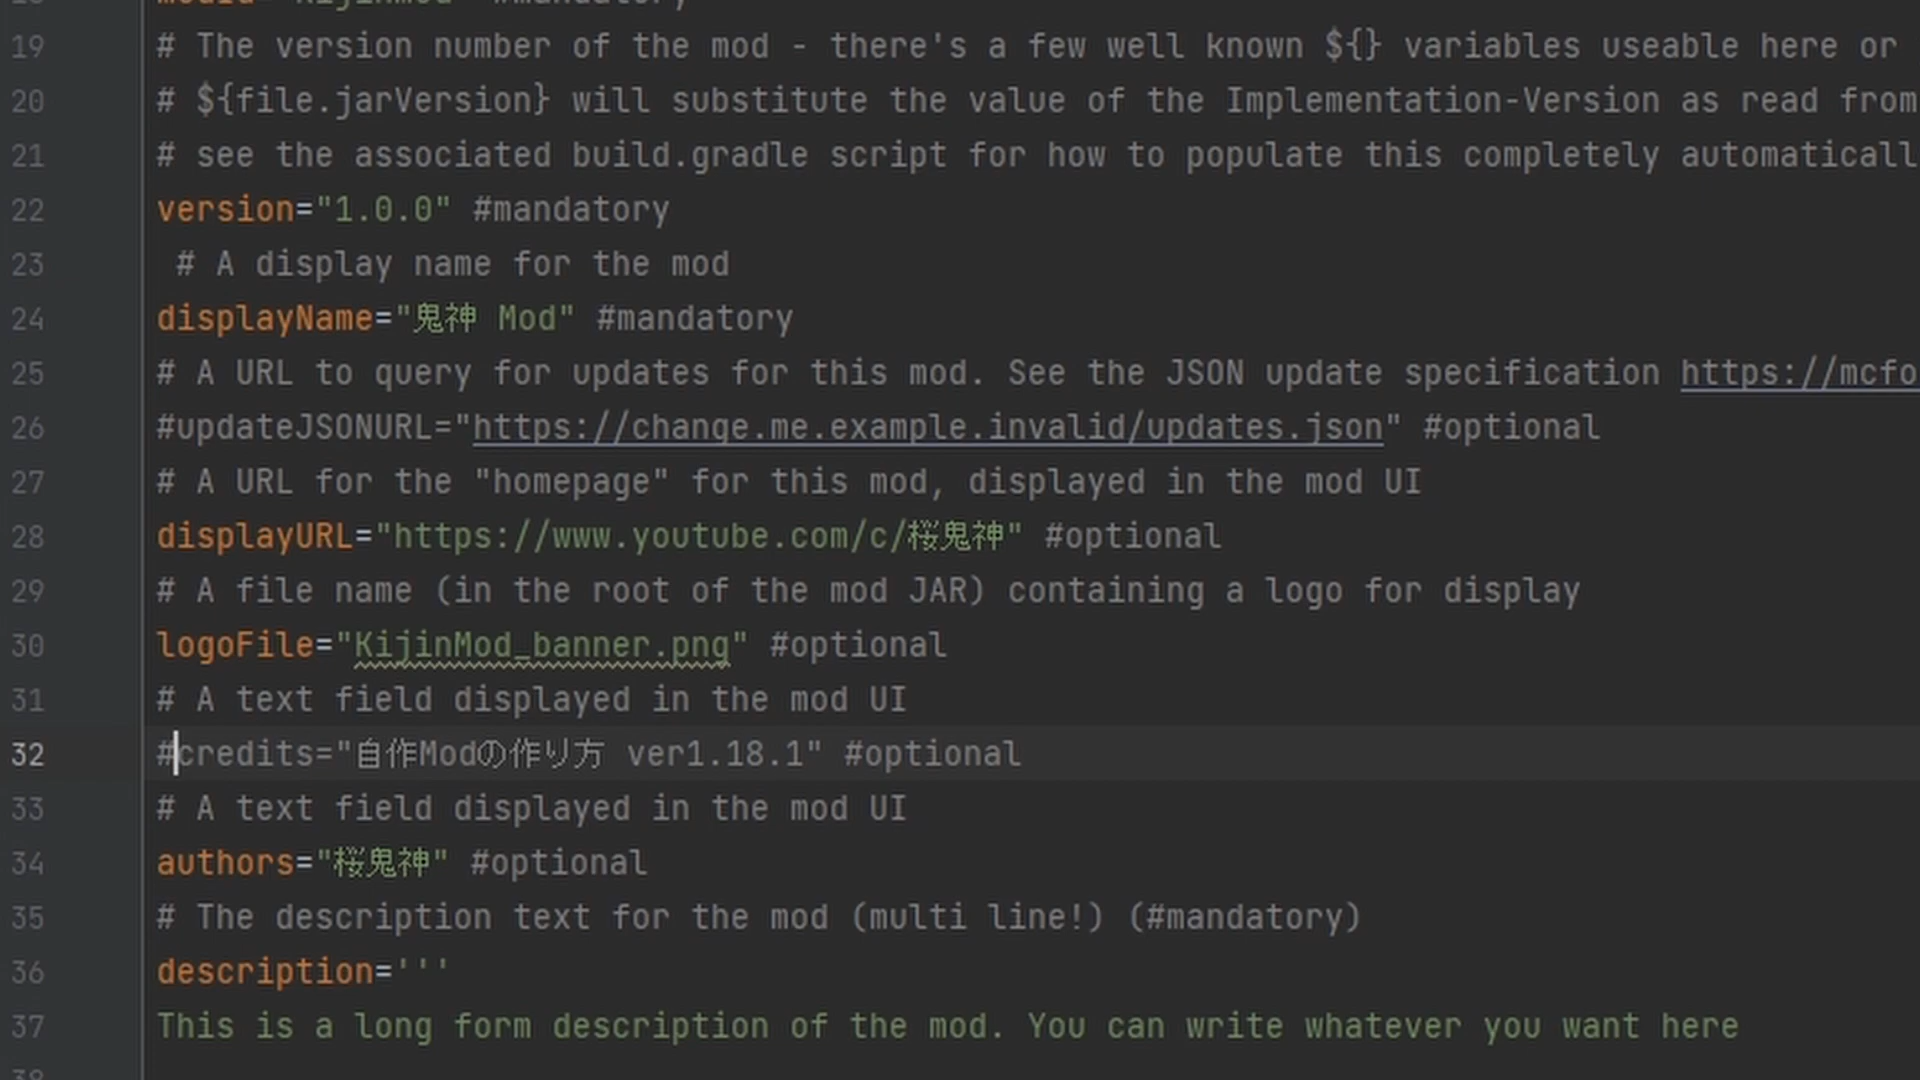 19 # The version number of the mod - there's a few well known ${} variables useable here or
20 # ${file.jarVersion} will substitute the value of the Implementation-Version as read from
21 # see the associated build.gradle script for how to populate this completely automaticall
22 version="1.0.0" #mandatory
23 # A display name for the mod
24 displayName="鬼神 Mod" #mandatory
25 # A URL to query for updates for this mod. See the JSON update specification https://mcfo
26 #updateJSONURL="https://change.me.example.invalid/updates.json" #optional
27 # A URL for the "homepage" for this mod, displayed in the mod UI
28 displayURL="https://www.youtube.com/c/桜鬼神" #optional
29 # A file name (in the root of the mod JAR) containing a logo for display
30 logoFile="KijinMod_banner.png" #optional
31 # A text field displayed in the mod UI
32 #credits="自作Modの作り方 ver1.18.1" #optional
33 # A text field displayed in the mod UI
34 authors="桜鬼神" #optional
35 # The description text for the mod (multi line!) (#mandatory)
36 description='''
37 This is a long form description of the mod. You can write whatever you want here